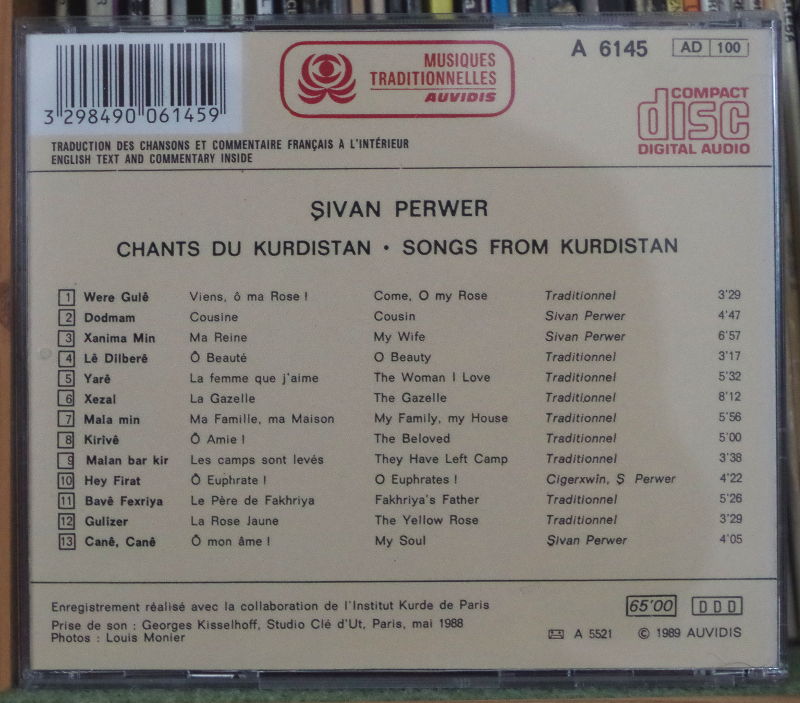 3 298490 061459
MUSIQUES
TRADITIONNELLES
AUVIDIS
A 6145
AD 100
COMPACT
disc
DIGITAL AUDIO
TRADUCTION DES CHANSONS ET COMMENTAIRE FRANÇAIS À L'INTÉRIEUR
ENGLISH TEXT AND COMMENTARY INSIDE
ŞIVAN PERWER
CHANTS DU KURDISTAN • SONGS FROM KURDISTAN
1 Were Gulê Viens, ô ma Rose ! Come, O my Rose Traditionnel 3'29
2 Dodmam Cousine Cousin Sivan Perwer 4'47
3 Xanima Min Ma Reine My Wife Sivan Perwer 6'57
4 Lê Dilberê Ô Beauté O Beauty Traditionnel 3'17
5 Yarê La femme que j'aime The Woman I Love Traditionnel 5'32
6 Xezal La Gazelle The Gazelle Traditionnel 8'12
7 Mala min Ma Famille, ma Maison My Family, my House Traditionnel 5'56
8 Kirivê Ô Amie ! The Beloved Traditionnel 5'00
9 Malan bar kir Les camps sont levés They Have Left Camp Traditionnel 3'38
10 Hey Firat Ô Euphrate ! O Euphrates ! Cigerxwîn, Ş Perwer 4'22
11 Bavê Fexriya Le Père de Fakhriya Fakhriya's Father Traditionnel 5'26
12 Gulizer La Rose Jaune The Yellow Rose Traditionnel 3'29
13 Canê, Canê Ô mon âme ! My Soul Şivan Perwer 4'05
Enregistrement réalisé avec la collaboration de l'Institut Kurde de Paris
65'00 DDD
Prise de son : Georges Kisselhoff, Studio Clé d'Ut, Paris, mai 1988
Photos : Louis Monier
A 5521 © 1989 AUVIDIS